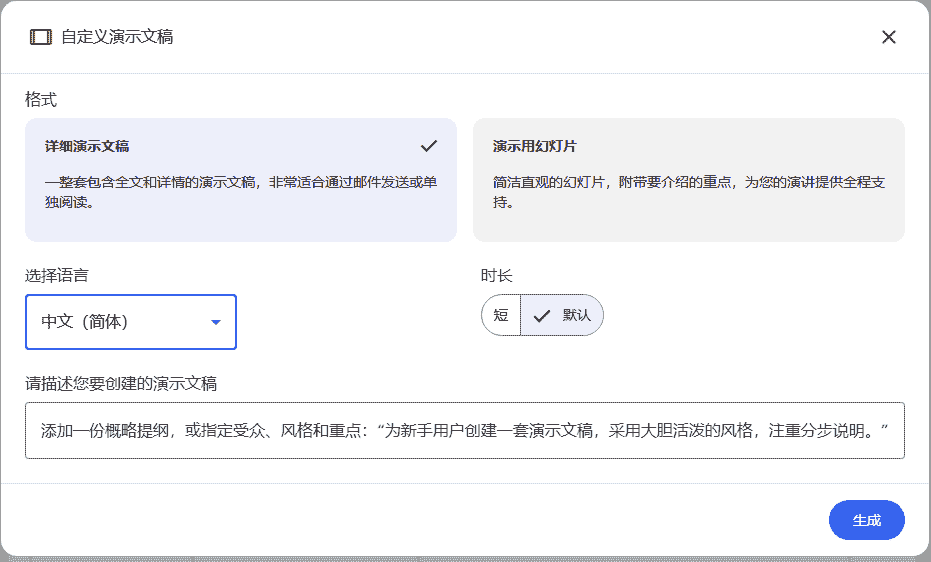 自定义演示文稿
格式
详细演示文稿
一整套包含全文和详情的演示文稿，非常适合通过邮件发送或单
独阅读。
演示用幻灯片
简洁直观的幻灯片，附带要介绍的重点，为您的演讲提供全程支
持。
选择语言
时长
中文（简体）
短
默认
请描述您要创建的演示文稿
添加一份概略提纲，或指定受众、风格和重点：“为新手用户创建一套演示文稿，采用大胆活泼的风格，注重分步说明。”
生成